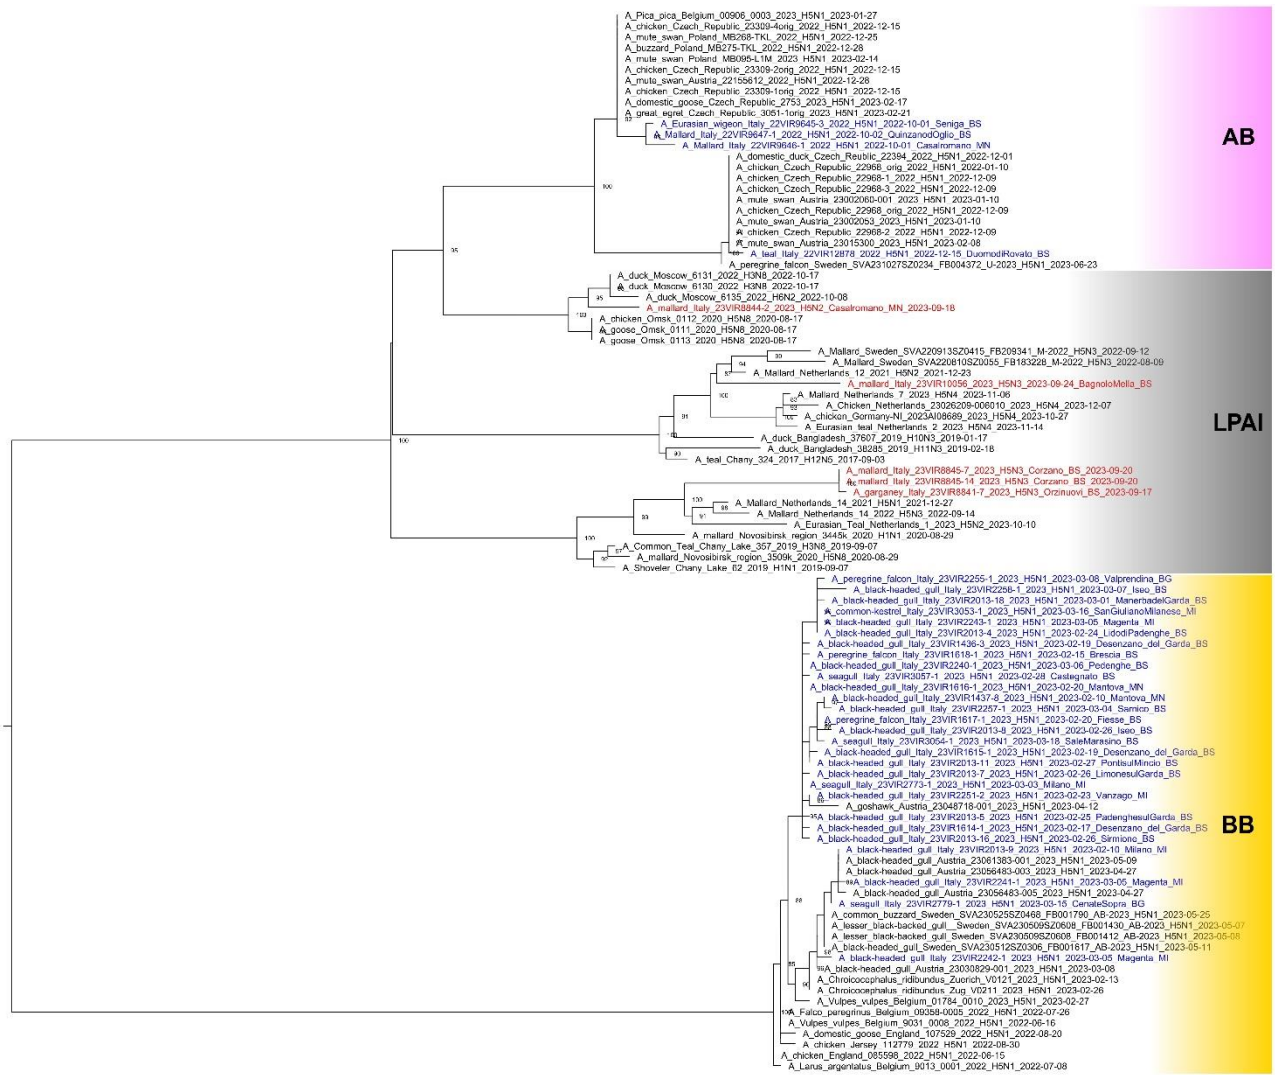 A_Pica_pica_Belgium_00906_0003_2023_H5N1_2023-01-27
A_chicken_Czech_Republic_23309-4orig_2022_H5N1_2022-12-15
A_mute_swan_Poland_MB268-TKL_2022_H5N1_2022-12-25
A_buzzard_Poland_MB275-TKL_2022_H5N1_2022-12-28
A_mute_swan_Poland_MB095-L1M_2023_H5N1_2023-02-14
A_chicken_Czech_Republic_23309-2orig_2022_H5N1_2022-12-15
A_mute_swan_Austria_22155612_2022_H5N1_2022-12-28
A_chicken_Czech_Republic_23309-1orig_2022_H5N1_2022-12-15
A_domestic_goose_Czech_Republic_2753_2023_H5N1_2023-02-17
A_great_egret_Czech_Republic_3051-1orig_2023_H5N1_2023-02-21
A_Eurasian_wigeon_Italy_22VIR9645-3_2022_H5N1_2022-10-01_Seniga_BS
A_Mallard_Italy_22VIR9647-1_2022_H5N1_2022-10-02_QuinzanodOglio_BS
A_Mallard_Italy_22VIR9646-1_2022_H5N1_2022-10-01_Casalromano_MN
AB
A_domestic_duck_Czech_Reublic_22394_2022_H5N1_2022-12-01
A_chicken_Czech_Republic_22968_orig_2022_H5N1_2022-01-10
A_chicken_Czech_Republic_22968-1_2022_H5N1_2022-12-09
100
A_chicken_Czech_Republic_22968-3_2022_H5N1_2022-12-09
A_mute_swan_Austria_23002060-001_2023_H5N1_2023-01-10
A_chicken_Czech_Republic_22968_orig_2022_H5N1_2022-12-09
A_mute_swan_Austria_23002053_2023_H5N1_2023-01-10
A_chicken_Czech_Republic_22968-2_2022_H5N1_2022-12-09
A_mute_swan_Austria_23015300_2023_H5N1_2023-02-08
95
A_teal_Italy_22VIR12878_2022_H5N1_2022-12-15_DuomodiRovato_BS
A_peregrine_falcon_Sweden_SVA231027SZ0234_FB004372_U-2023_H5N1_2023-06-23
A_duck_Moscow_6131_2022_H3N8_2022-10-17
A_duck_Moscow_6130_2022_H3N8_2022-10-17
95
A_duck_Moscow_6135_2022_H6N2_2022-10-08
A_mallard_Italy_23VIR8844-2_2023_H5N2_Casalromano_MN_2023-09-18
100
A_chicken_Omsk_0112_2020_H5N8_2020-08-17
A_goose_Omsk_0111_2020_H5N8_2020-08-17
A_goose_Omsk_0113_2020_H5N8_2020-08-17
A_Mallard_Sweden_SVA220913SZ0415_FB209341_M-2022_H5N3_2022-09-12
A_Mallard_Sweden_SVA220810SZ0055_FB183228_M-2022_H5N3_2022-08-09
94
A_Mallard_Netherlands_12_2021_H5N2_2021-12-23
A_mallard_Italy_23VIR10056_2023_H5N3_2023-09-24_BagnoloMella_BS
100
A_Mallard_Netherlands_7_2023_H5N4_2023-11-06
A_Chicken_Netherlands_23026209-006010_2023_H5N4_2023-12-07
91
A_chicken_Germany-NI_2023AI08689_2023_H5N4_2023-10-27
A_Eurasian_teal_Netherlands_2_2023_H5N4_2023-11-14
LPAI
A_duck_Bangladesh_37607_2019_H10N3_2019-01-17
100
A_duck_Bangladesh_38285_2019_H11N3_2019-02-18
90
A_teal_Chany_324_2017_H12N5_2017-09-03
A_mallard_Italy_23VIR8845-7_2023_H5N3_Corzano_BS_2023-09-20
A_mallard_Italy_23VIR8845-14_2023_H5N3_Corzano_BS_2023-09-20
A_garganey_Italy_23VIR8841-7_2023_H5N3_Orzinuovi_BS_2023-09-17
100
A_Mallard_Netherlands_14_2021_H5N1_2021-12-27
A_Mallard_Netherlands_14_2022_H5N3_2022-09-14
A_Eurasian_Teal_Netherlands_1_2023_H5N2_2023-10-10
A_mallard_Novosibirsk_region_3445k_2020_H1N1_2020-08-29
100
A_Common_Teal_Chany_Lake_357_2019_H3N8_2019-09-07
A_mallard_Novosibirsk_region_3509k_2020_H5N8_2020-08-29
A_Shoveler_Chany_Lake_62_2019_H1N1_2019-09-07
A_peregrine_falcon_Italy_23VIR2255-1_2023_H5N1_2023-03-08_Valprendina_BG
A_black-headed_gull_Italy_23VIR2258-1_2023_H5N1_2023-03-07_Iseo_BS
A_black-headed_gull_Italy_23VIR2013-18_2023_H5N1_2023-03-01_ManerbadelGarda_BS
A_common-kestrel_Italy_23VIR3053-1_2023_H5N1_2023-03-16_SanGiulianoMilanese_MI
A_black-headed_gull_Italy_23VIR2243-1_2023_H5N1_2023-03-05_Magenta_MI
A_black-headed_gull_Italy_23VIR2013-4_2023_H5N1_2023-02-24_LidodiPadenghe_BS
A_black-headed_gull_Italy_23VIR1436-3_2023_H5N1_2023-02-19_Desenzano_del_Garda_BS
A_peregrine_falcon_Italy_23VIR1618-1_2023_H5N1_2023-02-15_Brescia_BS
A_black-headed_gull_Italy_23VIR2240-1_2023_H5N1_2023-03-06_Pedenghe_BS
A_seagull_Italy_23VIR3057-1_2023_H5N1_2023-02-28_Castegnato_BS
A_black-headed_gull_Italy_23VIR1616-1_2023_H5N1_2023-02-20_Mantova_MN
A_black-headed_gull_Italy_23VIR1437-8_2023_H5N1_2023-02-10_Mantova_MN
A_black-headed_gull_Italy_23VIR2257-1_2023_H5N1_2023-03-04_Sarnico_BS
A_peregrine_falcon_Italy_23VIR1617-1_2023_H5N1_2023-02-20_Fiesse_BS
A_black-headed_gull_Italy_23VIR2013-8_2023_H5N1_2023-02-26_Iseo_BS
A_seagull_Italy_23VIR3054-1_2023_H5N1_2023-03-18_SaleMarasino_BS
A_black-headed_gull_Italy_23VIR1615-1_2023_H5N1_2023-02-19_Desenzano_del_Garda_BS
A_black-headed_gull_Italy_23VIR2013-11_2023_H5N1_2023-02-27_PontisulMincio_BS
A_black-headed_gull_Italy_23VIR2013-7_2023_H5N1_2023-02-26_LimonesulGarda_BS
A_seagull_Italy_23VIR2773-1_2023_H5N1_2023-03-03_Milano_MI
A_black-headed_gull_Italy_23VIR2251-2_2023_H5N1_2023-02-23_Vanzago_MI
A_goshawk_Austria_23048718-001_2023_H5N1_2023-04-12
A_black-headed_gull_Italy_23VIR2013-5_2023_H5N1_2023-02-25_PadenghesulGarda_BS
BB
A_black-headed_gull_Italy_23VIR1614-1_2023_H5N1_2023-02-17_Desenzano_del_Garda_BS
A_black-headed_gull_Italy_23VIR2013-16_2023_H5N1_2023-02-26_Sirmione_BS
A_black-headed_gull_Italy_23VIR2013-9_2023_H5N1_2023-02-10_Milano_MI
A_black-headed_gull_Austria_23061383-001_2023_H5N1_2023-05-09
A_black-headed_gull_Austria_23056483-003_2023_H5N1_2023-04-27
A_black-headed_gull_Italy_23VIR2241-1_2023_H5N1_2023-03-05_Magenta_MI
A_black-headed_gull_Austria_23056483-005_2023_H5N1_2023-04-27
88
A_seagull_Italy_23VIR2779-1_2023_H5N1_2023-03-15_CenateSopra_BG
A_common_buzzard_Sweden_SVA230525SZ0468_FB001790_AB-2023_H5N1_2023-05-25
A_lesser_black-backed_gull__Sweden_SVA230509SZ0608_FB001430_AB-2023_H5N1_2023-05-07
A_lesser_black-backed_gull_Sweden_SVA230509SZ0608_FB001412_AB-2023_H5N1_2023-05-08
A_black-headed_gull_Sweden_SVA230512SZ0306_FB001617_AB-2023_H5N1_2023-05-11
A_black-headed_gull_Italy_23VIR2242-1_2023_H5N1_2023-03-05_Magenta_MI
A_black-headed_gull_Austria_23030829-001_2023_H5N1_2023-03-08
A_Chroicocephalus_ridibundus_Zuerich_V0121_2023_H5N1_2023-02-13
A_Chroicocephalus_ridibundus_Zug_V0211_2023_H5N1_2023-02-26
A_Vulpes_vulpes_Belgium_01784_0010_2023_H5N1_2023-02-27
A_Falco_peregrinus_Belgium_09358-0005_2022_H5N1_2022-07-26
A_Vulpes_vulpes_Belgium_9031_0008_2022_H5N1_2022-06-16
A_domestic_goose_England_107529_2022_H5N1_2022-08-20
A_chicken_Jersey_112779_2022_H5N1_2022-08-30
A_chicken_England_085598_2022_H5N1_2022-06-15
A_Larus_argentatus_Belgium_9013_0001_2022_H5N1_2022-07-08